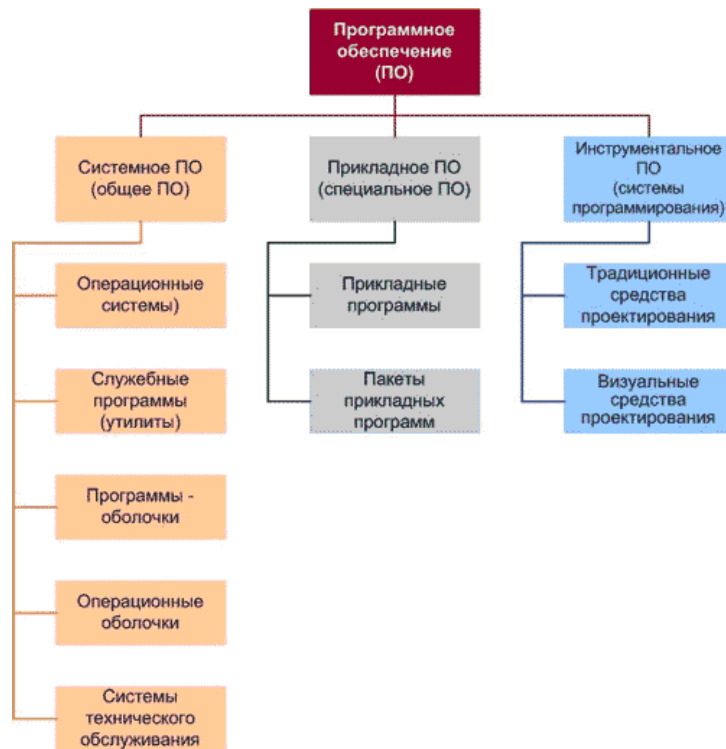 Программное
обеспечение
(ПО)
Системное ПО
(общее ПО)
Прикладное ПО
(специальное ПО)
Инструментальное
ПО
(системы
программирования)
Операционные
системы)
Прикладные
программы
Традиционные
средства
проектирования
Служебные
программы
(утилиты)
Пакеты
прикладных
программ
Визуальные
средства
проектирования
Программы -
оболочки
Операционные
оболочки
Системы
технического
обслуживания